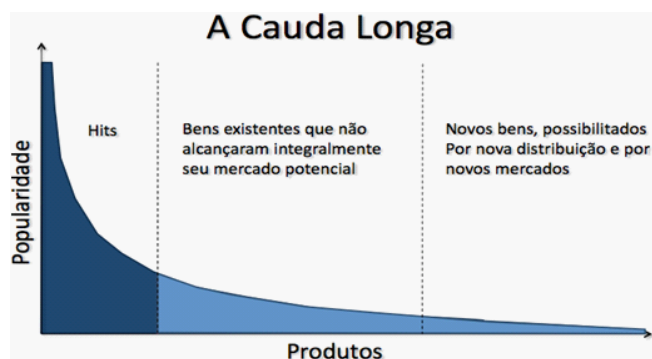 A Cauda Longa
Popularidade
Hits
Bens existentes que não
alcançaram integralmente
seu mercado potencial
Novos bens, possibilitados
Por nova distribuição e por
novos mercados
Produtos